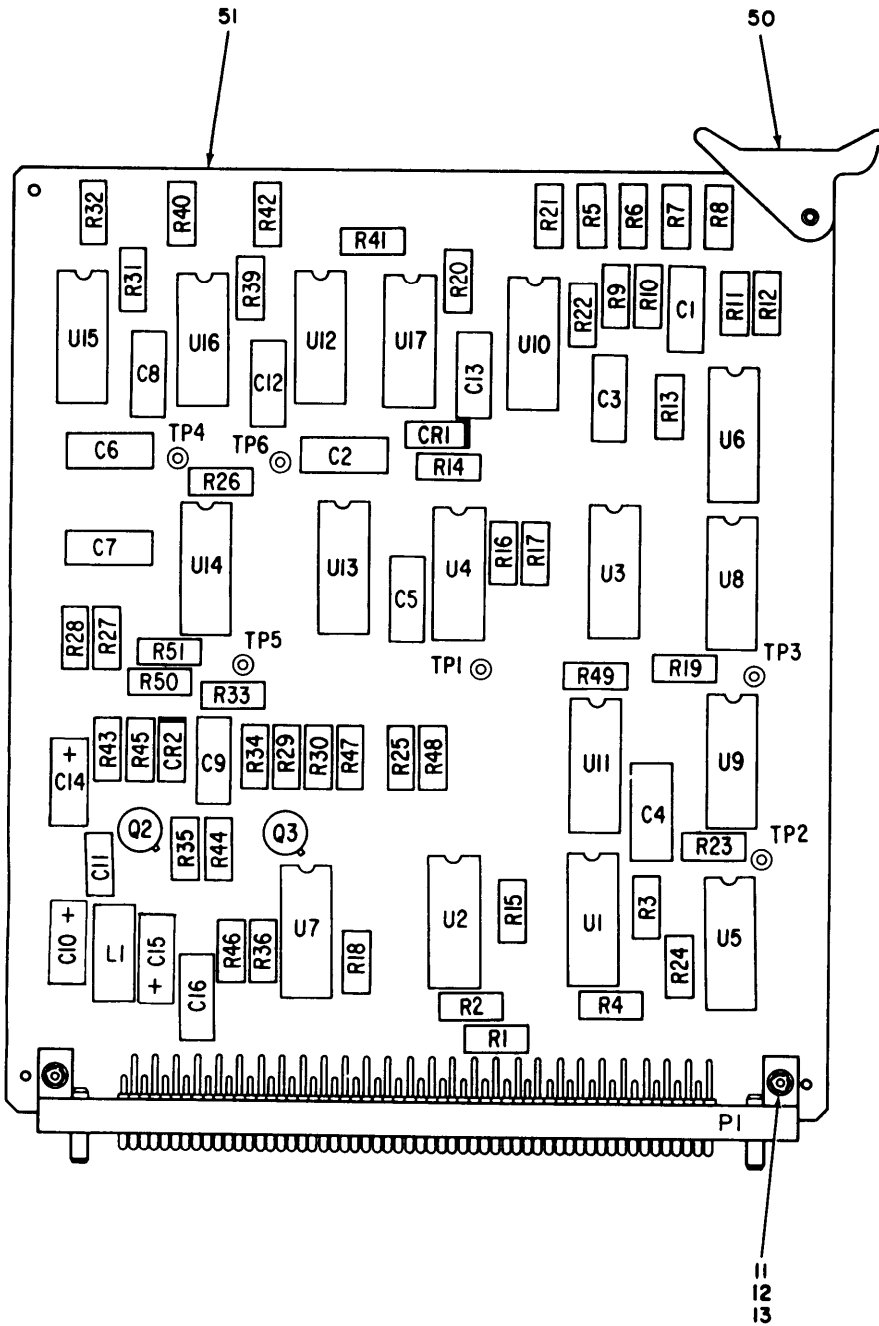 51
50
R32
R40
R42
R41
R21
R5
R6
R7
R8
R31
R39
R20
R22
R9
R10
C1
R11
R12
U15
U16
U12
U17
U10
C8
C12
C13
C3
R13
U6
C6
TP4
TP6
C2
CR1
R14
R26
C7
U14
U13
C5
U4
R16
R17
U3
U8
R28
R27
R51
TP5
R50
R33
TP1
R49
R19
TP3
+
C14
R43
R45
CR2
C9
R34
R29
R30
R47
R25
R48
U11
C4
U9
Q2
R35
R44
Q3
R23
TP2
C11
C10 +
L1
C15
+
C16
R46
R36
U7
R18
U2
R15
U1
R3
R24
U5
R2
R4
R1
P1
11
12
13